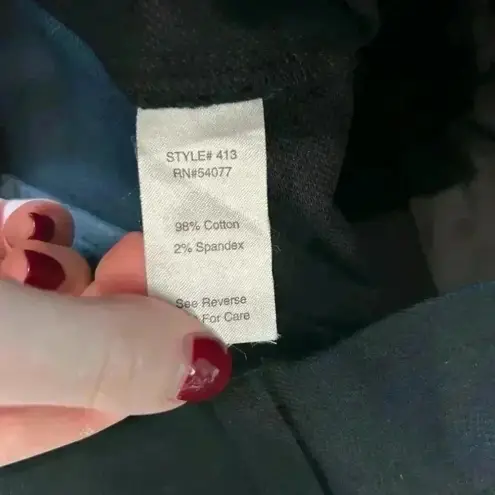 STYLE# 413
RN#54077
98% Cotton
2% Spandex
See Reverse
For Care